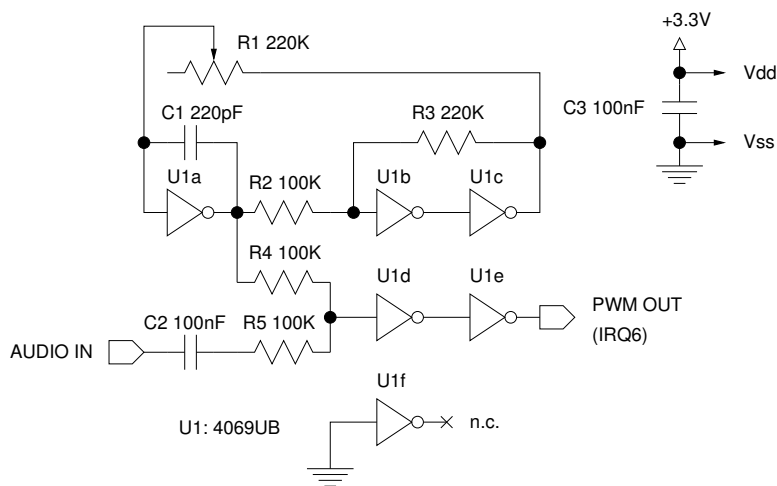 +3.3V
R1 220K
Vdd
C1 220pF
R3 220K
C3 100nF
Vss
U1a
R2 100K
U1b
U1c
R4 100K
U1d
U1e
PWM OUT
(IRQ6)
C2 100nF
R5 100K
AUDIO IN
U1f
U1: 4069UB
n.c.